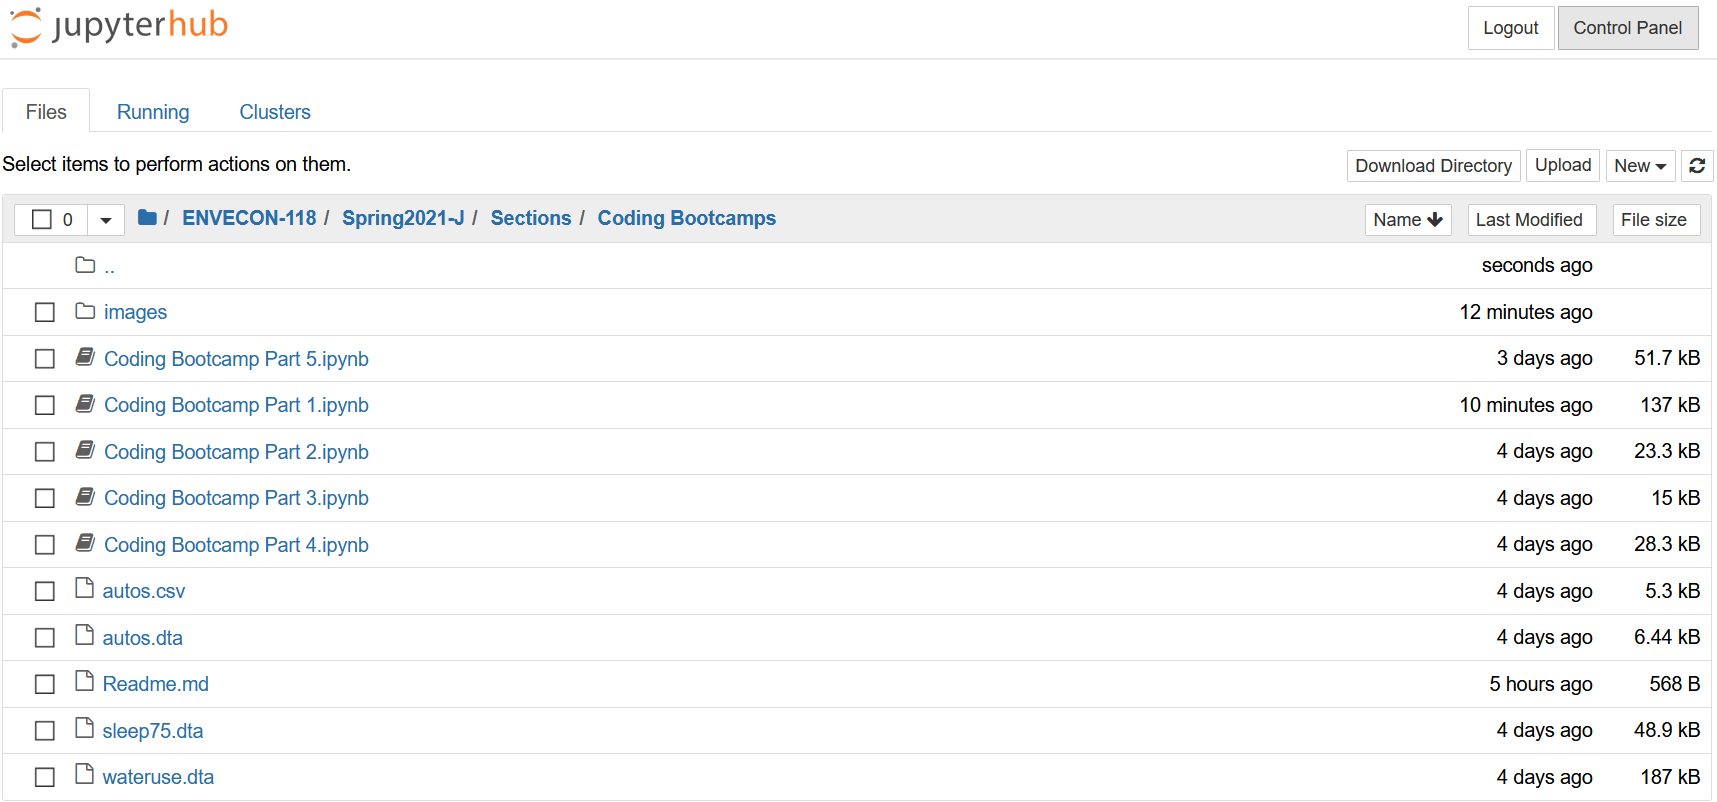 jupyterhub Logout Control Panel
Files Running Clusters
Select items to perform actions on them. Download Directory Upload New
0 / ENVECON-118 / Spring2021-J / Sections / Coding Bootcamps Name Last Modified File size
.. seconds ago
images 12 minutes ago
Coding Bootcamp Part 5.ipynb 3 days ago 51.7 kB
Coding Bootcamp Part 1.ipynb 10 minutes ago 137 kB
Coding Bootcamp Part 2.ipynb 4 days ago 23.3 kB
Coding Bootcamp Part 3.ipynb 4 days ago 15 kB
Coding Bootcamp Part 4.ipynb 4 days ago 28.3 kB
autos.csv 4 days ago 5.3 kB
autos.dta 4 days ago 6.44 kB
Readme.md 5 hours ago 568 B
sleep75.dta 4 days ago 48.9 kB
wateruse.dta 4 days ago 187 kB